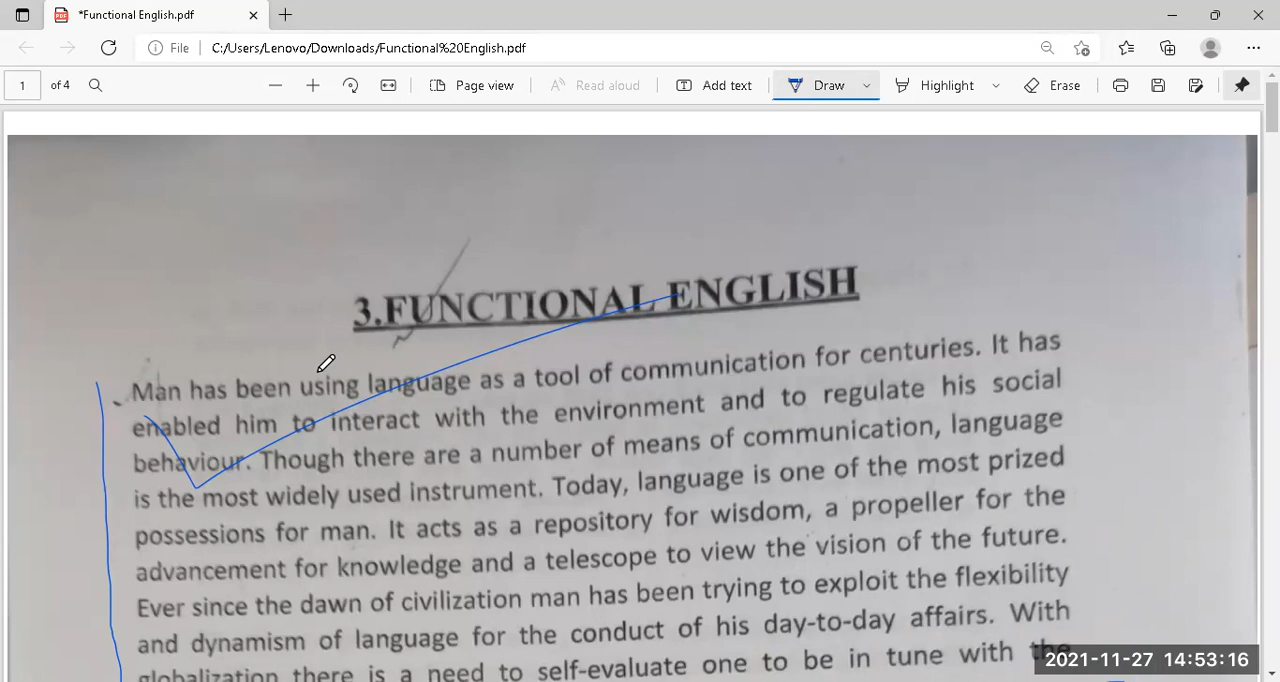 *Functional English.pdf
File C:/Users/Lenovo/Downloads/Functional%20English.pdf
1 of 4 Page view Read aloud Add text Draw Highlight Erase
3.FUNCTIONAL ENGLISH
Man has been using language as a tool of communication for centuries. It has
enabled him to interact with the environment and to regulate his social
behaviour. Though there are a number of means of communication, language
is the most widely used instrument. Today, language is one of the most prized
possessions for man. It acts as a repository for wisdom, a propeller for the
advancement for knowledge and a telescope to view the vision of the future.
Ever since the dawn of civilization man has been trying to exploit the flexibility
and dynamism of language for the conduct of his day-to-day affairs. With
globalization there is a need to self-evaluate one to be in tune with the
2021-11-27 14:53:16